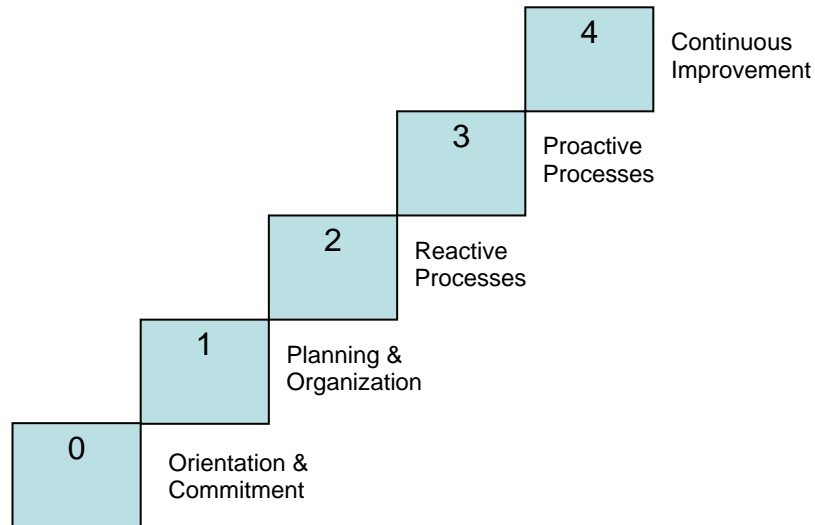 4
Continuous
Improvement
3
Proactive
Processes
2
Reactive
Processes
1
Planning &
Organization
0
Orientation &
Commitment